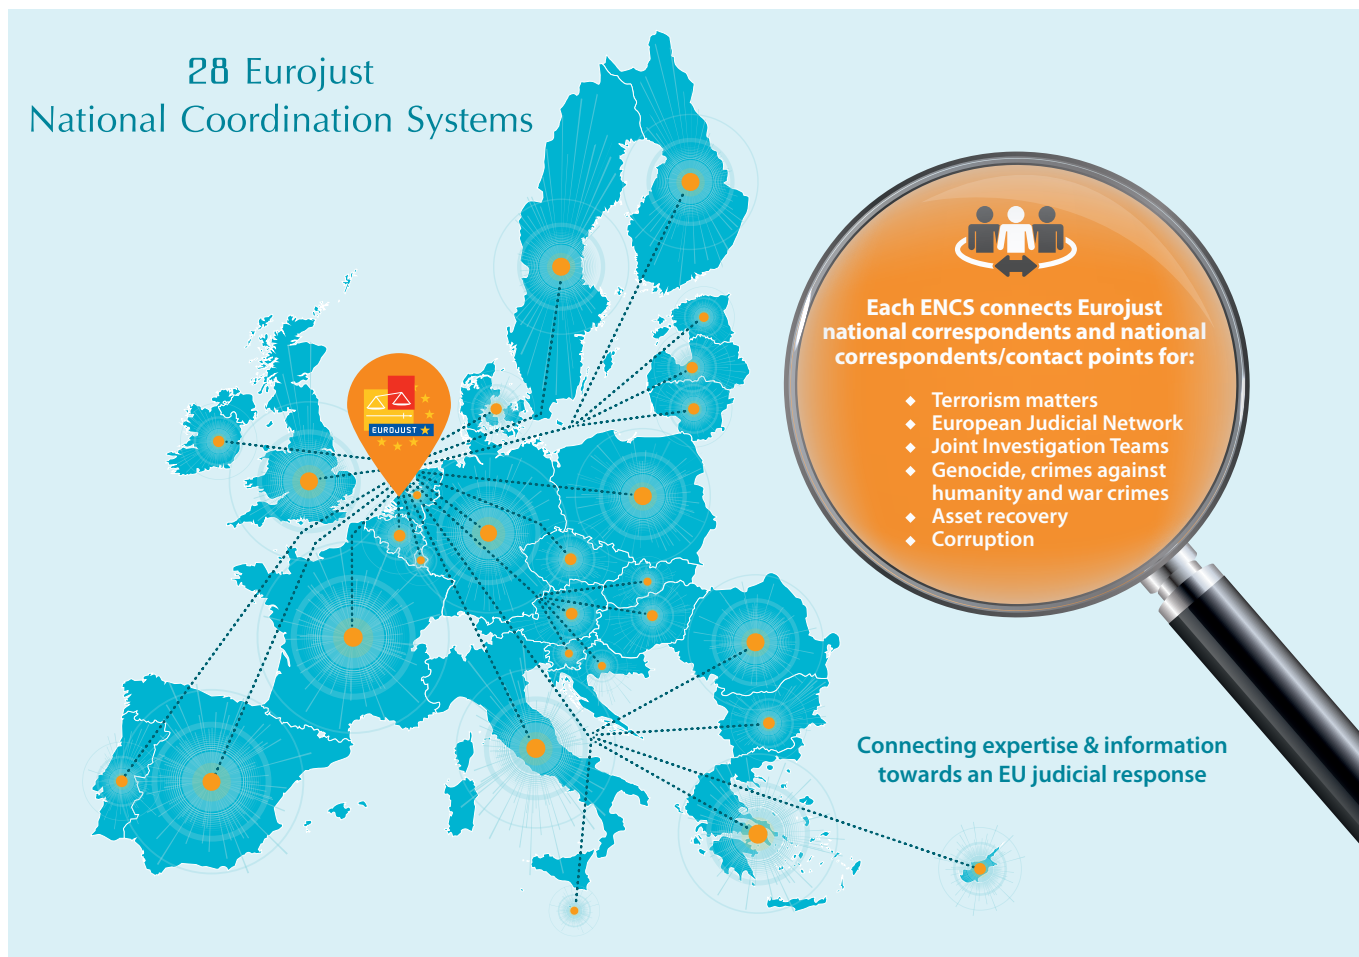 28 Eurojust
National Coordination Systems
EUROJUST
Each ENCS connects Eurojust
national correspondents and national
correspondents/contact points for:
◆ Terrorism matters
◆ European Judicial Network
◆ Joint Investigation Teams
◆ Genocide, crimes against
humanity and war crimes
◆ Asset recovery
◆ Corruption
Connecting expertise & information
towards an EU judicial response